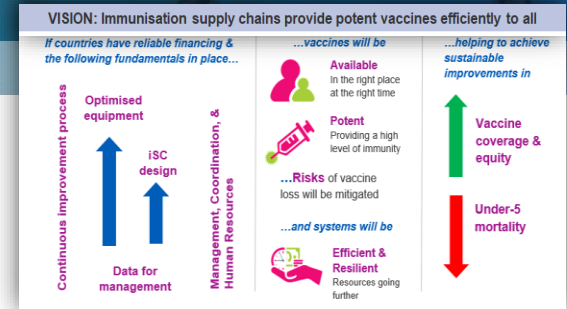 VISION: Immunisation supply chains provide potent vaccines efficiently to all
If countries have reliable financing &
the following fundamentals in place…
Continuous improvement process
Optimised
equipment
iSC
design
Data for
management
Management, Coordination, &
Human Resources
…vaccines will be
Available
In the right place
at the right time
Potent
Providing a high
level of immunity
…Risks of vaccine
loss will be mitigated
…and systems will be
Efficient &
Resilient
Resources going
further
…helping to achieve
sustainable
improvements in
Vaccine
coverage &
equity
Under-5
mortality